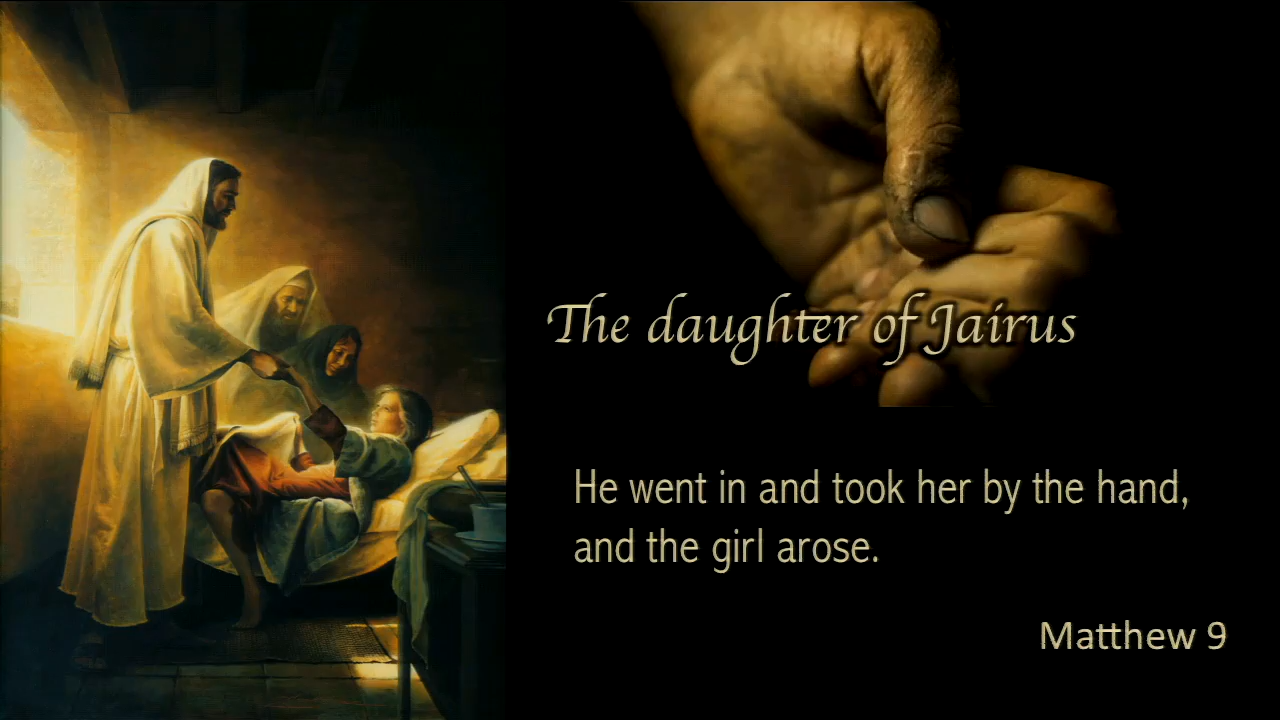 The daughter of Jairus
He went in and took her by the hand,
and the girl arose.
Matthew 9